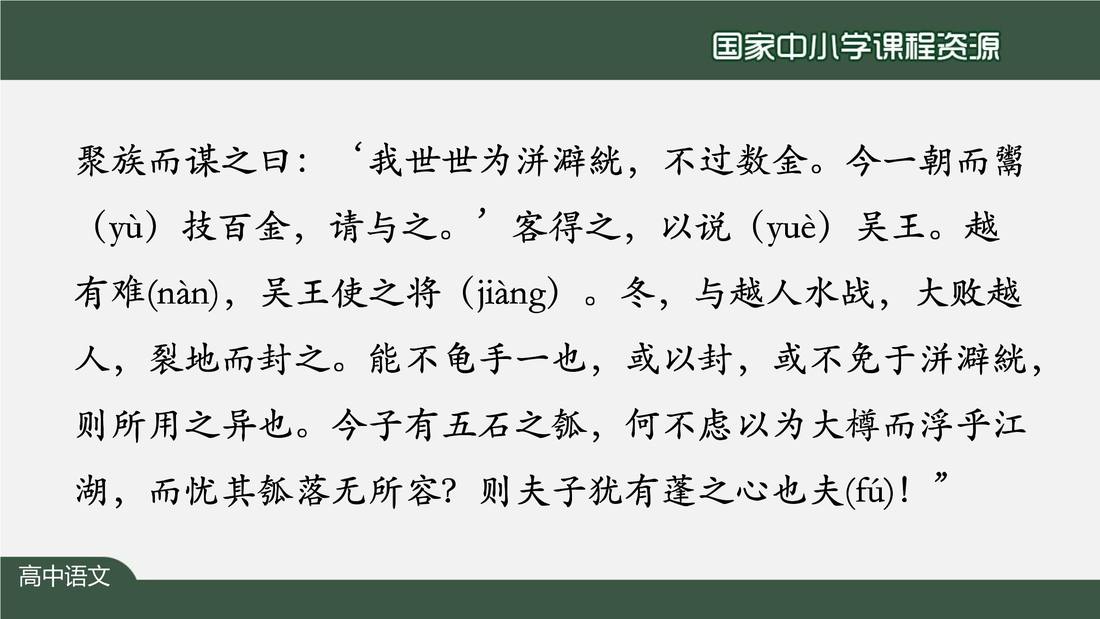 国家中小学课程资源
聚族而谋之曰：‘我世世为洴澼絖，不过数金。今一朝而鬻
（yù）技百金，请与之。’客得之，以说（yuè）吴王。越
有难(nàn)，吴王使之将（jiàng）。冬，与越人水战，大败越
人，裂地而封之。能不龟手一也，或以封，或不免于洴澼絖，
则所用之异也。今子有五石之瓠，何不虑以为大樽而浮乎江
湖，而忧其瓠落无所容？则夫子犹有蓬之心也夫(fú)！”
高中语文